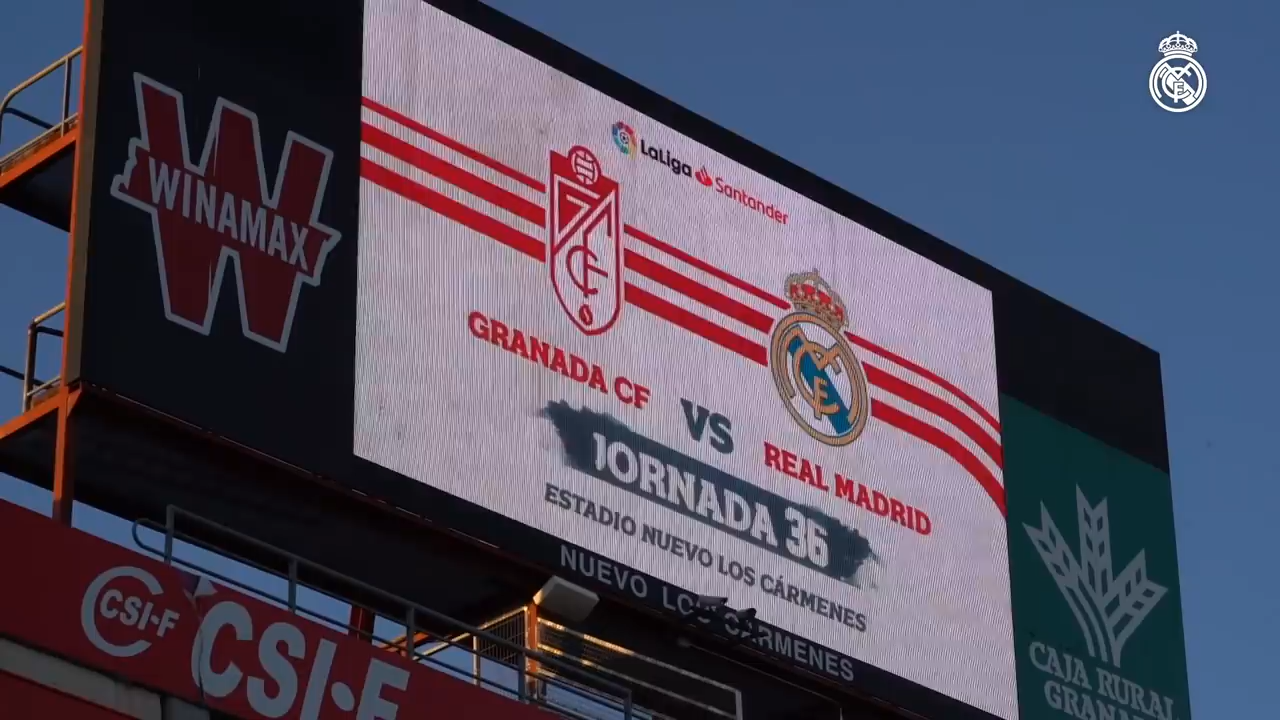 WINAMAX
LaLiga Santander
GRANADA CF
VS
REAL MADRID
JORNADA 36
ESTADIO NUEVO LOS CÁRMENES
NUEVO LOS CÁRMENES
CSI·F
CSI·F
CAJA RURAL